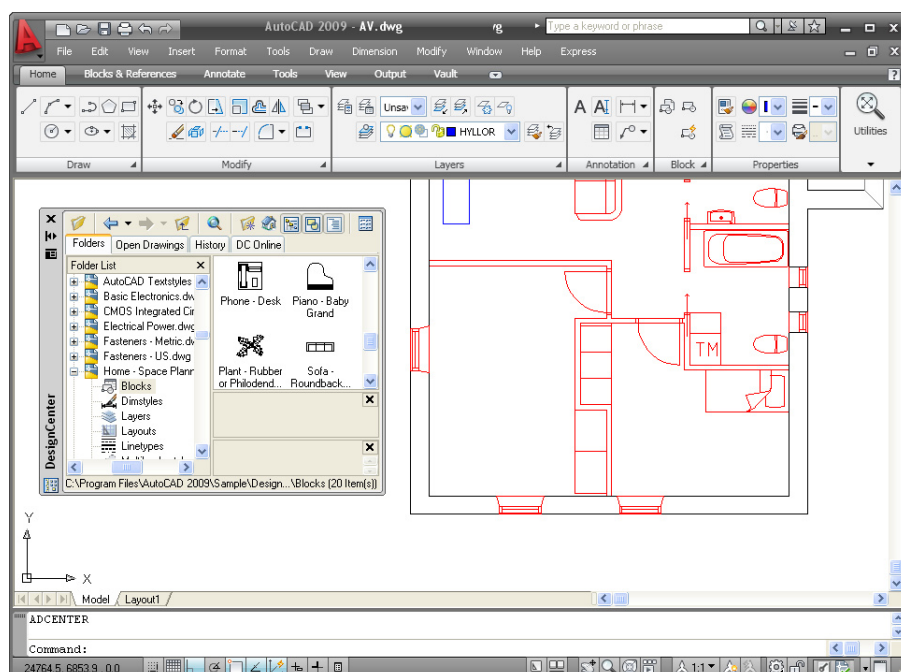 AutoCAD 2009 - AV.dwg
Type a keyword or phrase
File Edit View Insert Format Tools Draw Dimension Modify Window Help Express
Home Blocks & References Annotate Tools View Output Vault
Unsa
HYLLOR
A AI
Utilities
Draw Modify Layers Annotation Block Properties
Folders Open Drawings History DC Online
Folder List
AutoCAD Textstyles
Basic Electronics.dw
CMOS Integrated Cir
Electrical Power.dwg
Fasteners - Metric.dv
Fasteners - US.dwg
Home - Space Planr
Blocks
Dimstyles
Layers
Layouts
Linetypes
Phone - Desk
Piano - Baby
Grand
Plant - Rubber
or Philodend...
Sofa -
Roundback...
DesignCenter
C:\Program Files\AutoCAD 2009\Sample\Design...\Blocks (20 Item(s))
TM
Y
X
Model Layout1
ADCENTER
Command:
24764.5, 6853.9, 0.0
1:1